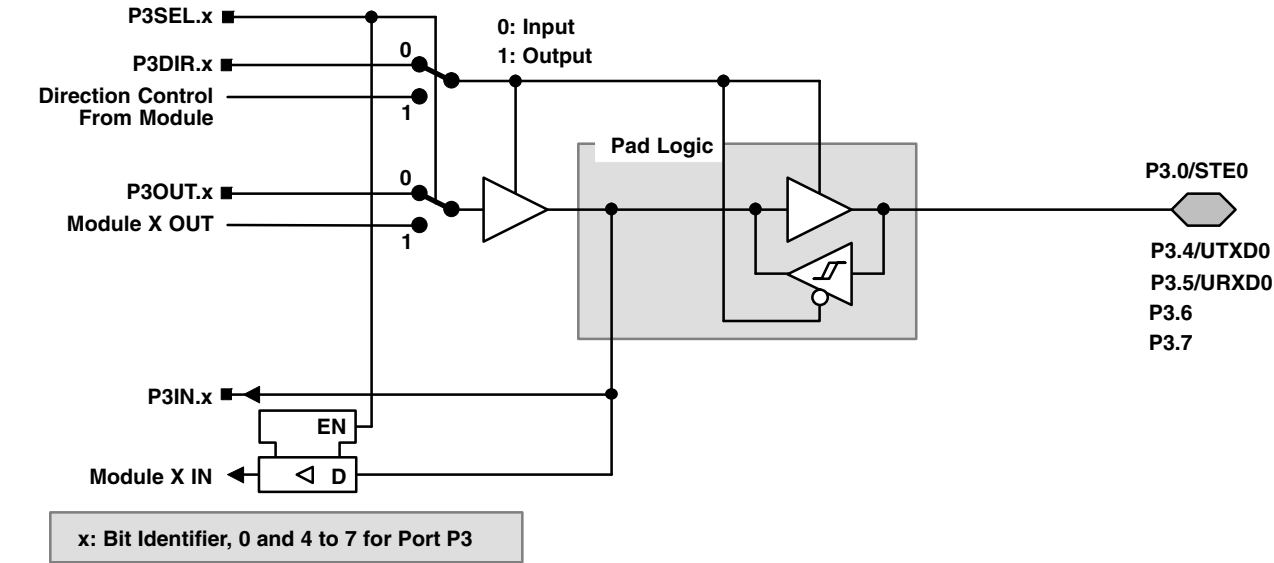 P3SEL.x
0: Input
1: Output
0
P3DIR.x
Direction Control
From Module
1
Pad Logic
P3.0/STE0
0
P3OUT.x
Module X OUT
1
P3.4/UTXD0
P3.5/URXD0
P3.6
P3.7
P3IN.x
EN
Module X IN
D
x: Bit Identifier, 0 and 4 to 7 for Port P3